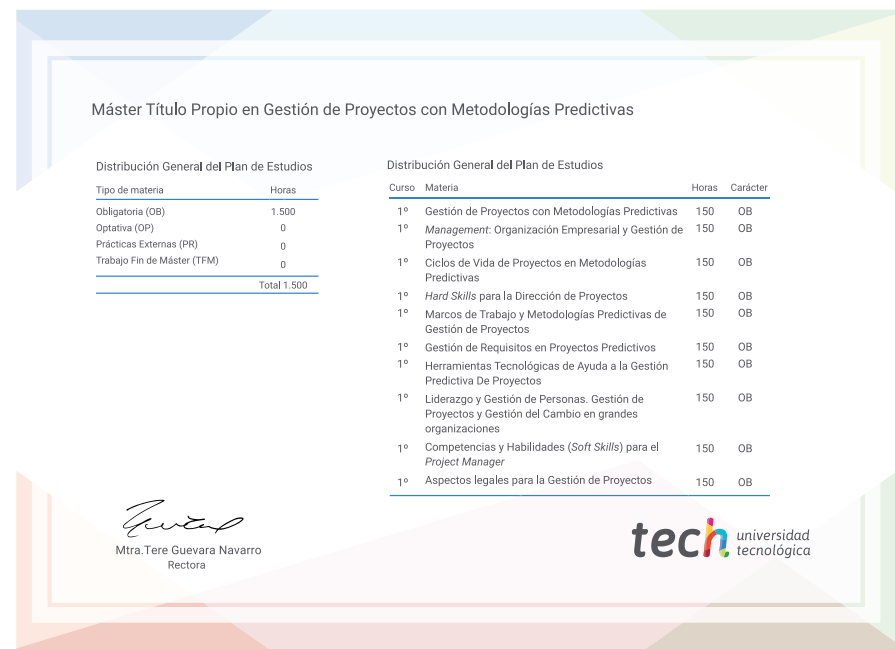 Máster Título Propio en Gestión de Proyectos con Metodologías Predictivas
Distribución General del Plan de Estudios
Tipo de materia Horas
Obligatoria (OB) 1.500
Optativa (OP) 0
Prácticas Externas (PR) 0
Trabajo Fin de Máster (TFM) 0
Total 1.500
Distribución General del Plan de Estudios
Curso Materia Horas Carácter
1º Gestión de Proyectos con Metodologías Predictivas 150 OB
1º Management: Organización Empresarial y Gestión de 150 OB
Proyectos
1º Ciclos de Vida de Proyectos en Metodologías 150 OB
Predictivas
1º Hard Skills para la Dirección de Proyectos 150 OB
1º Marcos de Trabajo y Metodologías Predictivas de 150 OB
Gestión de Proyectos
1º Gestión de Requisitos en Proyectos Predictivos 150 OB
1º Herramientas Tecnológicas de Ayuda a la Gestión 150 OB
Predictiva De Proyectos
1º Liderazgo y Gestión de Personas. Gestión de 150 OB
Proyectos y Gestión del Cambio en grandes
organizaciones
1º Competencias y Habilidades (Soft Skills) para el 150 OB
Project Manager
1º Aspectos legales para la Gestión de Proyectos 150 OB
Mtra.Tere Guevara Navarro
Rectora
tech universidad
tecnológica